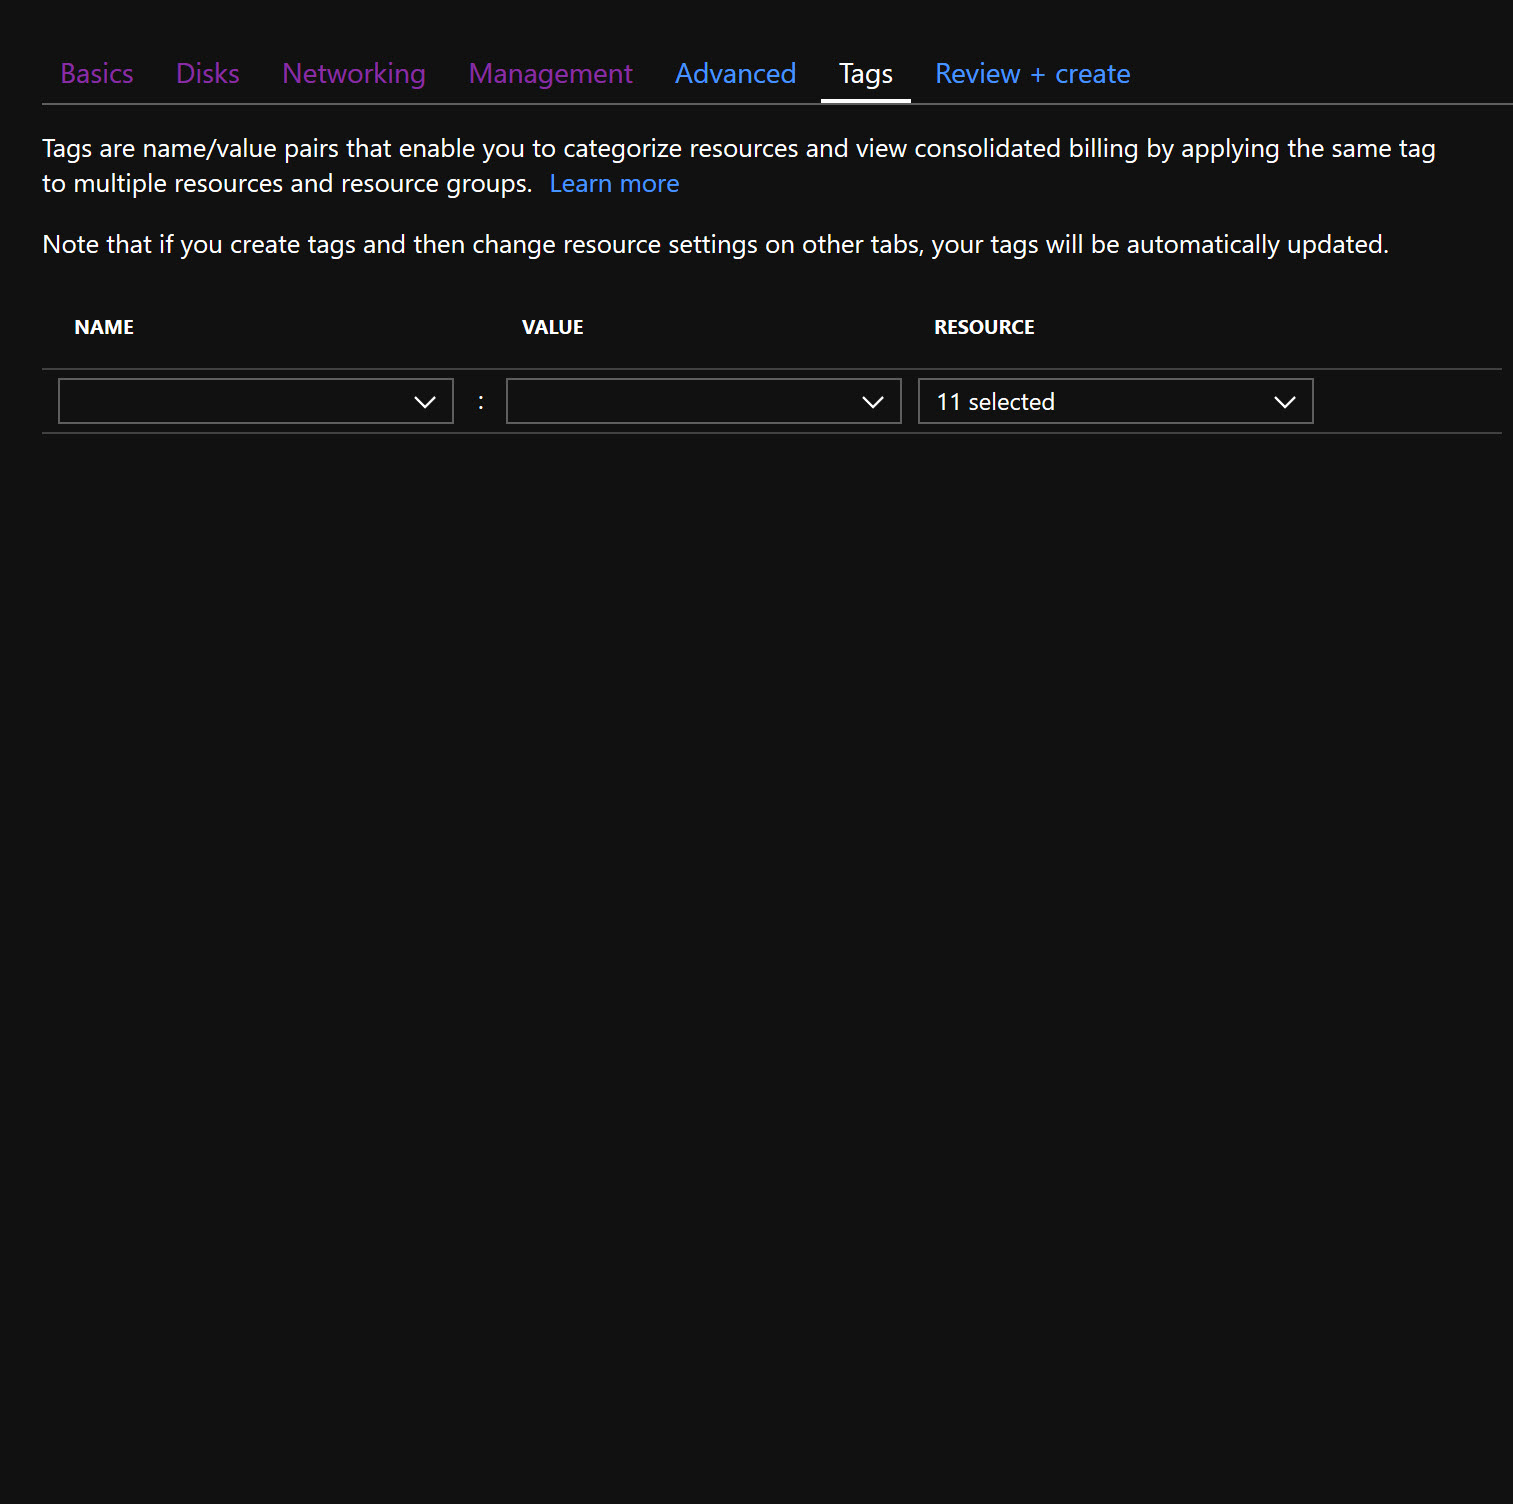 Basics Disks Networking Management Advanced Tags Review + create
Tags are name/value pairs that enable you to categorize resources and view consolidated billing by applying the same tag
to multiple resources and resource groups. Learn more
Note that if you create tags and then change resource settings on other tabs, your tags will be automatically updated.
NAME VALUE RESOURCE
: 11 selected